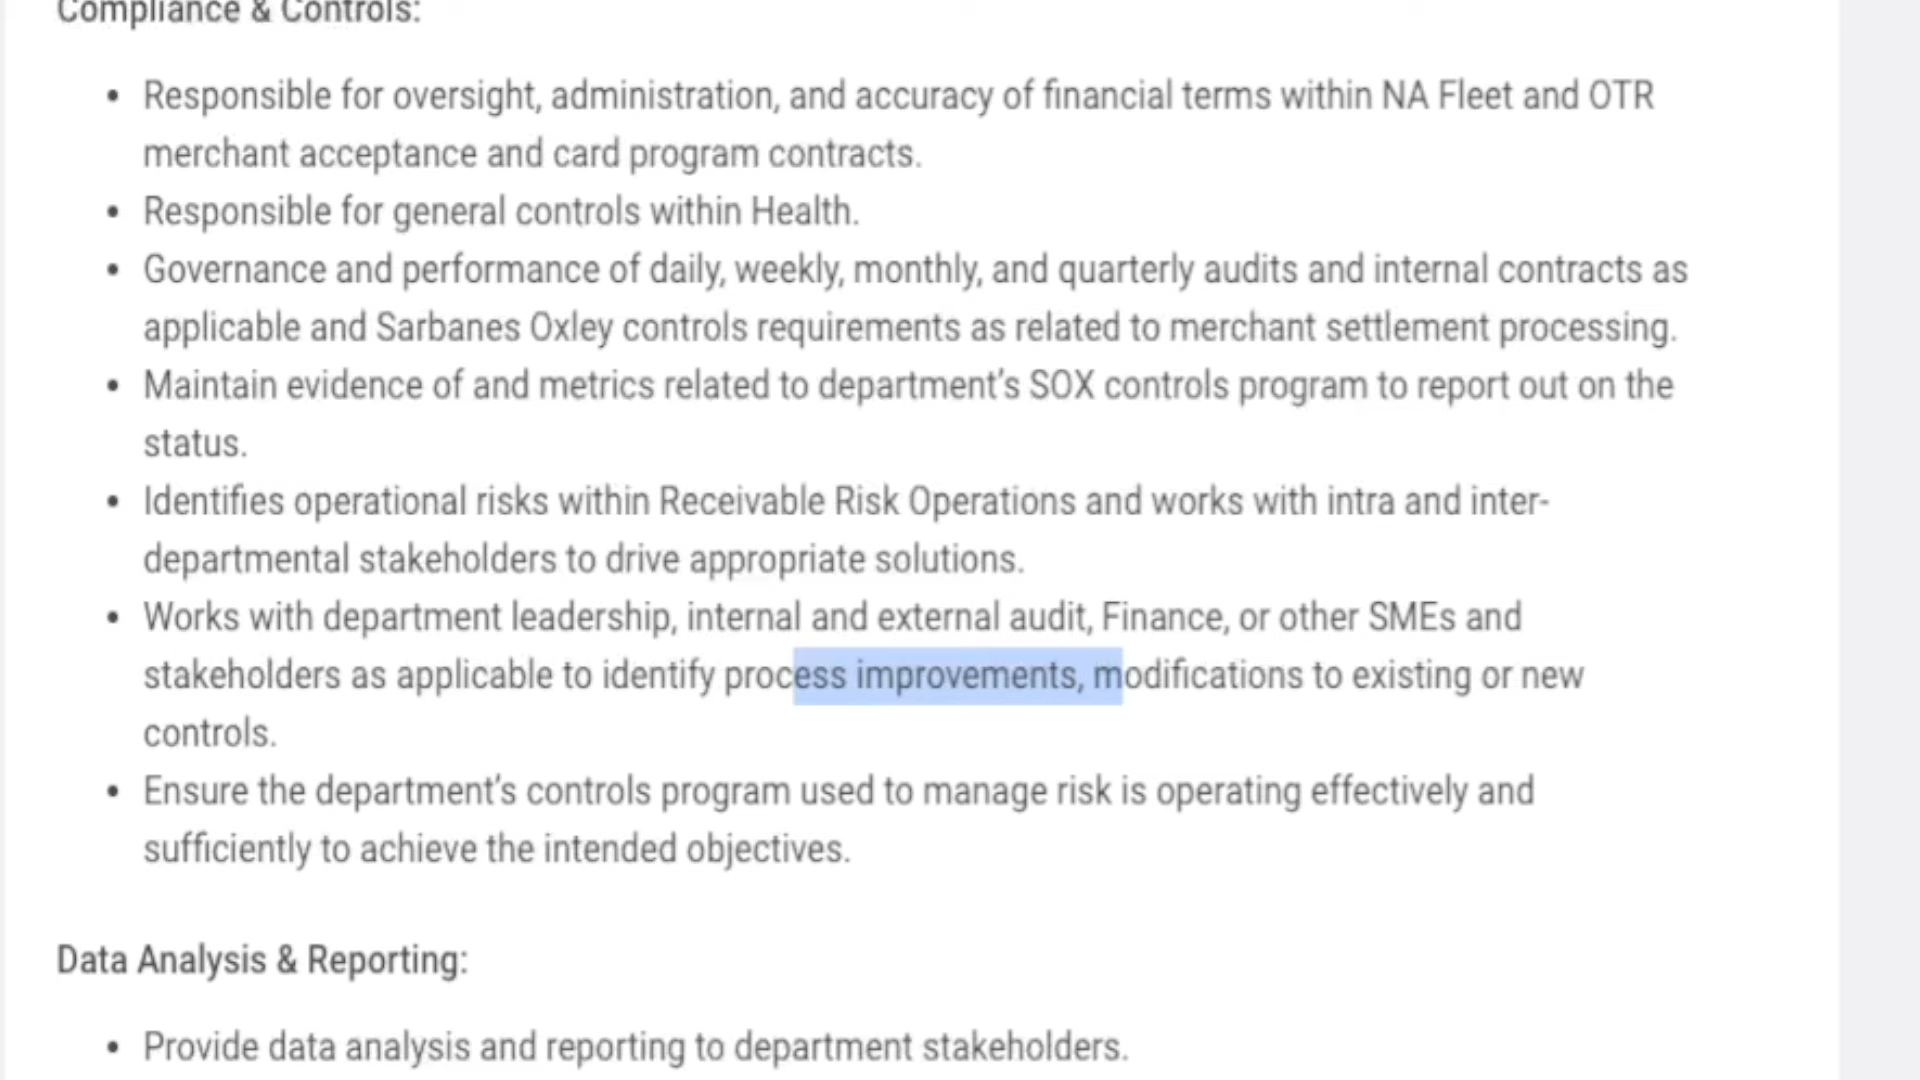 Compliance & Controls:
• Responsible for oversight, administration, and accuracy of financial terms within NA Fleet and OTR
merchant acceptance and card program contracts.
• Responsible for general controls within Health.
• Governance and performance of daily, weekly, monthly, and quarterly audits and internal contracts as
applicable and Sarbanes Oxley controls requirements as related to merchant settlement processing.
• Maintain evidence of and metrics related to department’s SOX controls program to report out on the
status.
• Identifies operational risks within Receivable Risk Operations and works with intra and inter-
departmental stakeholders to drive appropriate solutions.
• Works with department leadership, internal and external audit, Finance, or other SMEs and
stakeholders as applicable to identify process improvements, modifications to existing or new
controls.
• Ensure the department’s controls program used to manage risk is operating effectively and
sufficiently to achieve the intended objectives.
Data Analysis & Reporting:
• Provide data analysis and reporting to department stakeholders.